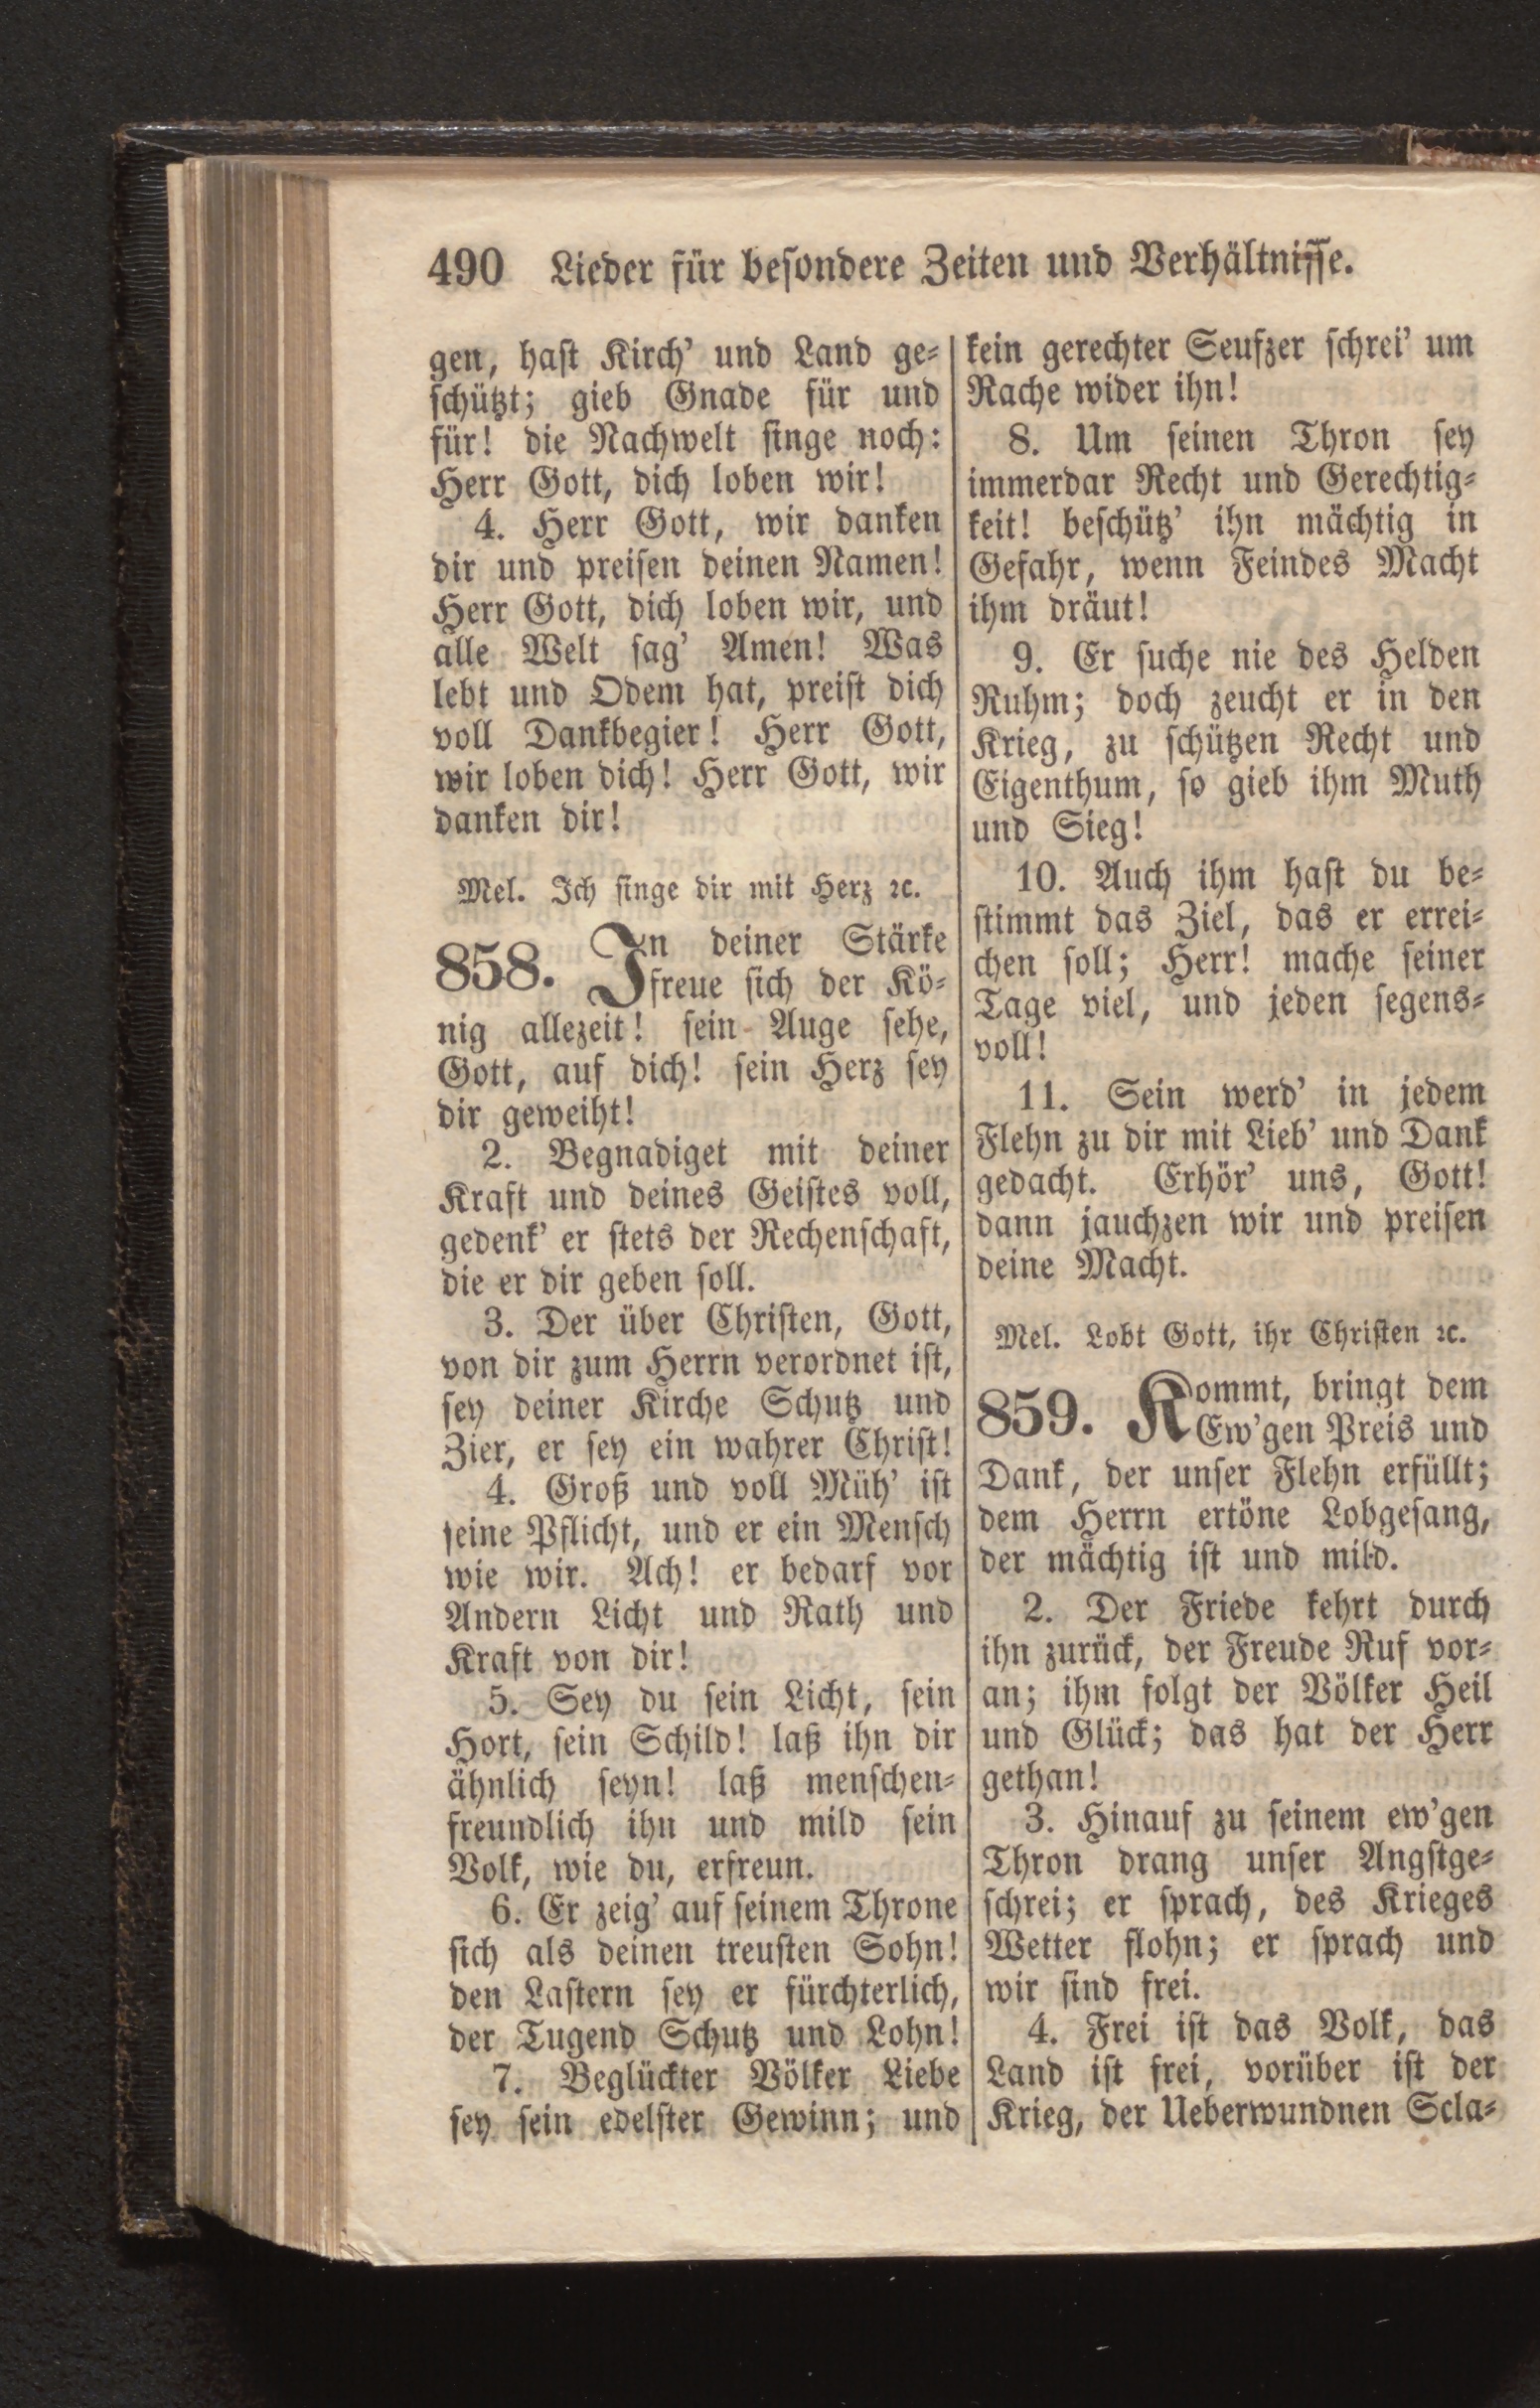 490 Lieder für besondere Zeiten und Verhältnisse.
gen, hast Kirch' und Land ge-
schützt; gieb Gnade für und
für! die Nachwelt singe noch:
Herr Gott, dich loben wir!
4. Herr Gott, wir danken
dir und preisen deinen Namen!
Herr Gott, dich loben wir, und
alle Welt sag' Amen! Was
lebt und Odem hat, preist dich
voll Dankbegier! Herr Gott,
wir loben dich! Herr Gott, wir
danken dir!
Mel. Ich singe dir mit Herz ꝛc.
858. In deiner Stärke
freue sich der Kö-
nig allezeit! sein Auge sehe,
Gott, auf dich! sein Herz sey
dir geweiht!
2. Begnadiget mit deiner
Kraft und deines Geistes voll,
gedenk' er stets der Rechenschaft,
die er dir geben soll.
3. Der über Christen, Gott,
von dir zum Herrn verordnet ist,
sey deiner Kirche Schutz und
Zier, er sey ein wahrer Christ!
4. Groß und voll Müh' ist
seine Pflicht, und er ein Mensch
wie wir. Ach! er bedarf vor
Andern Licht und Rath und
Kraft von dir!
5. Sey du sein Licht, sein
Hort, sein Schild! laß ihn dir
ähnlich seyn! laß menschen-
freundlich ihn und mild sein
Volk, wie du, erfreun.
6. Er zeig' auf seinem Throne
sich als deinen treusten Sohn!
den Lastern sey er fürchterlich,
der Tugend Schutz und Lohn!
7. Beglückter Völker Liebe
sey sein edelster Gewinn; und
kein gerechter Seufzer schrei' um
Rache wider ihn!
8. Um seinen Thron sey
immerdar Recht und Gerechtig-
keit! beschütz' ihn mächtig in
Gefahr, wenn Feindes Macht
ihm dräut!
9. Er suche nie des Helden
Ruhm; doch zeucht er in den
Krieg, zu schützen Recht und
Eigenthum, so gieb ihm Muth
und Sieg!
10. Auch ihm hast du be-
stimmt das Ziel, das er errei-
chen soll; Herr! mache seiner
Tage viel, und jeden segens-
voll!
11. Sein werd' in jedem
Flehn zu dir mit Lieb' und Dank
gedacht. Erhör' uns, Gott!
dann jauchzen wir und preisen
deine Macht.
Mel. Lobt Gott, ihr Christen ꝛc.
859. Kommt, bringt dem
Ew'gen Preis und
Dank, der unser Flehn erfüllt;
dem Herrn ertöne Lobgesang,
der mächtig ist und mild.
2. Der Friede kehrt durch
ihn zurück, der Freude Ruf vor-
an; ihm folgt der Völker Heil
und Glück; das hat der Herr
gethan!
3. Hinauf zu seinem ew'gen
Thron drang unser Angstge-
schrei; er sprach, des Krieges
Wetter flohn; er sprach und
wir sind frei.
4. Frei ist das Volk, das
Land ist frei, vorüber ist der
Krieg, der Ueberwundnen Scla-